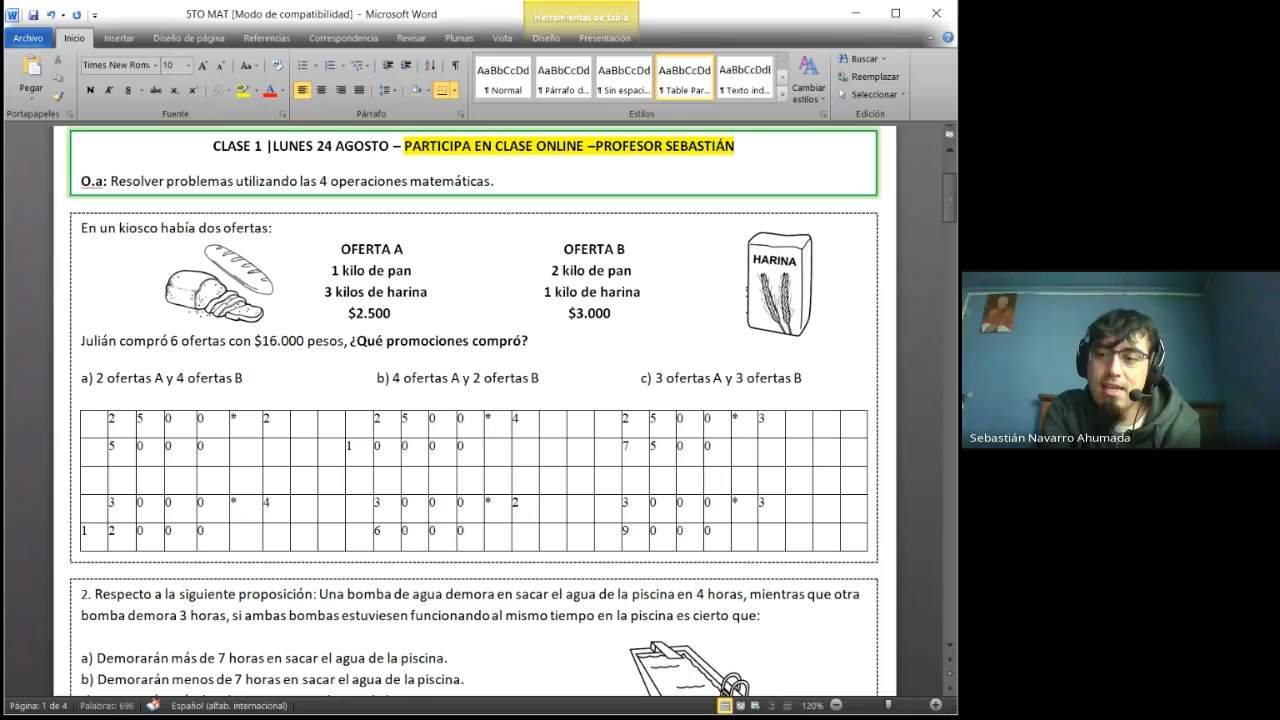 5TO MAT [Modo de compatibilidad] - Microsoft Word
Herramientas de tabla
Archivo Inicio Insertar Diseño de página Referencias Correspondencia Revisar Plumas Vista Diseño Presentación
Pegar
Times New Rom 10
N K S abc x₂ x²
AaBbCcDd AaBbCcDd AaBbCcDd AaBbCcDd AaBbCcDd
¶ Normal ¶ Párrafo d... ¶ Sin espaci... ¶ Table Par... ¶ Texto ind...
Cambiar estilos
Buscar
Reemplazar
Seleccionar
Portapapeles Fuente Párrafo Estilos Edición
CLASE 1 |LUNES 24 AGOSTO – PARTICIPA EN CLASE ONLINE –PROFESOR SEBASTIÁN
O.a: Resolver problemas utilizando las 4 operaciones matemáticas.
En un kiosco había dos ofertas:
OFERTA A OFERTA B
1 kilo de pan 2 kilo de pan
3 kilos de harina 1 kilo de harina
$2.500 $3.000
HARINA
Julián compró 6 ofertas con $16.000 pesos, ¿Qué promociones compró?
a) 2 ofertas A y 4 ofertas B b) 4 ofertas A y 2 ofertas B c) 3 ofertas A y 3 ofertas B
2 5 0 0 * 2 2 5 0 0 * 4 2 5 0 0 * 3
5 0 0 0 1 0 0 0 0 7 5 0 0
3 0 0 0 * 4 3 0 0 0 * 2 3 0 0 0 * 3
1 2 0 0 0 6 0 0 0 9 0 0 0
2. Respecto a la siguiente proposición: Una bomba de agua demora en sacar el agua de la piscina en 4 horas, mientras que otra
bomba demora 3 horas, si ambas bombas estuviesen funcionando al mismo tiempo en la piscina es cierto que:
a) Demorarán más de 7 horas en sacar el agua de la piscina.
b) Demorarán menos de 7 horas en sacar el agua de la piscina.
Página: 1 de 4 Palabras: 696 Español (alfab. internacional) 120%
Sebastián Navarro Ahumada